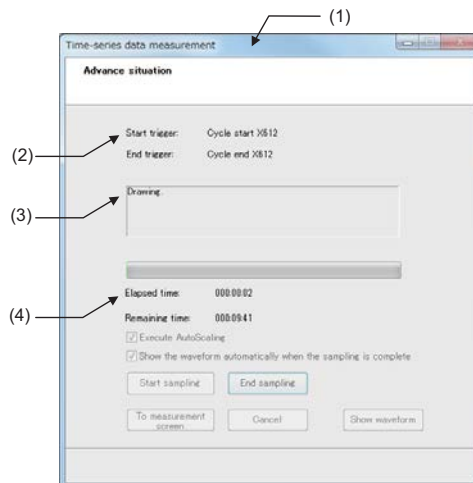 (1)
Time-series data measurement
Advance situation
(2)
Start trigger: Cycle start X612
End trigger: Cycle end X612
(3)
Drawing.
(4)
Elapsed time: 000:00:02
Remaining time: 000:09:41
Execute AutoScaling
Show the waveform automatically when the sampling is complete
Start sampling End sampling
To measurement
screen Cancel Show waveform